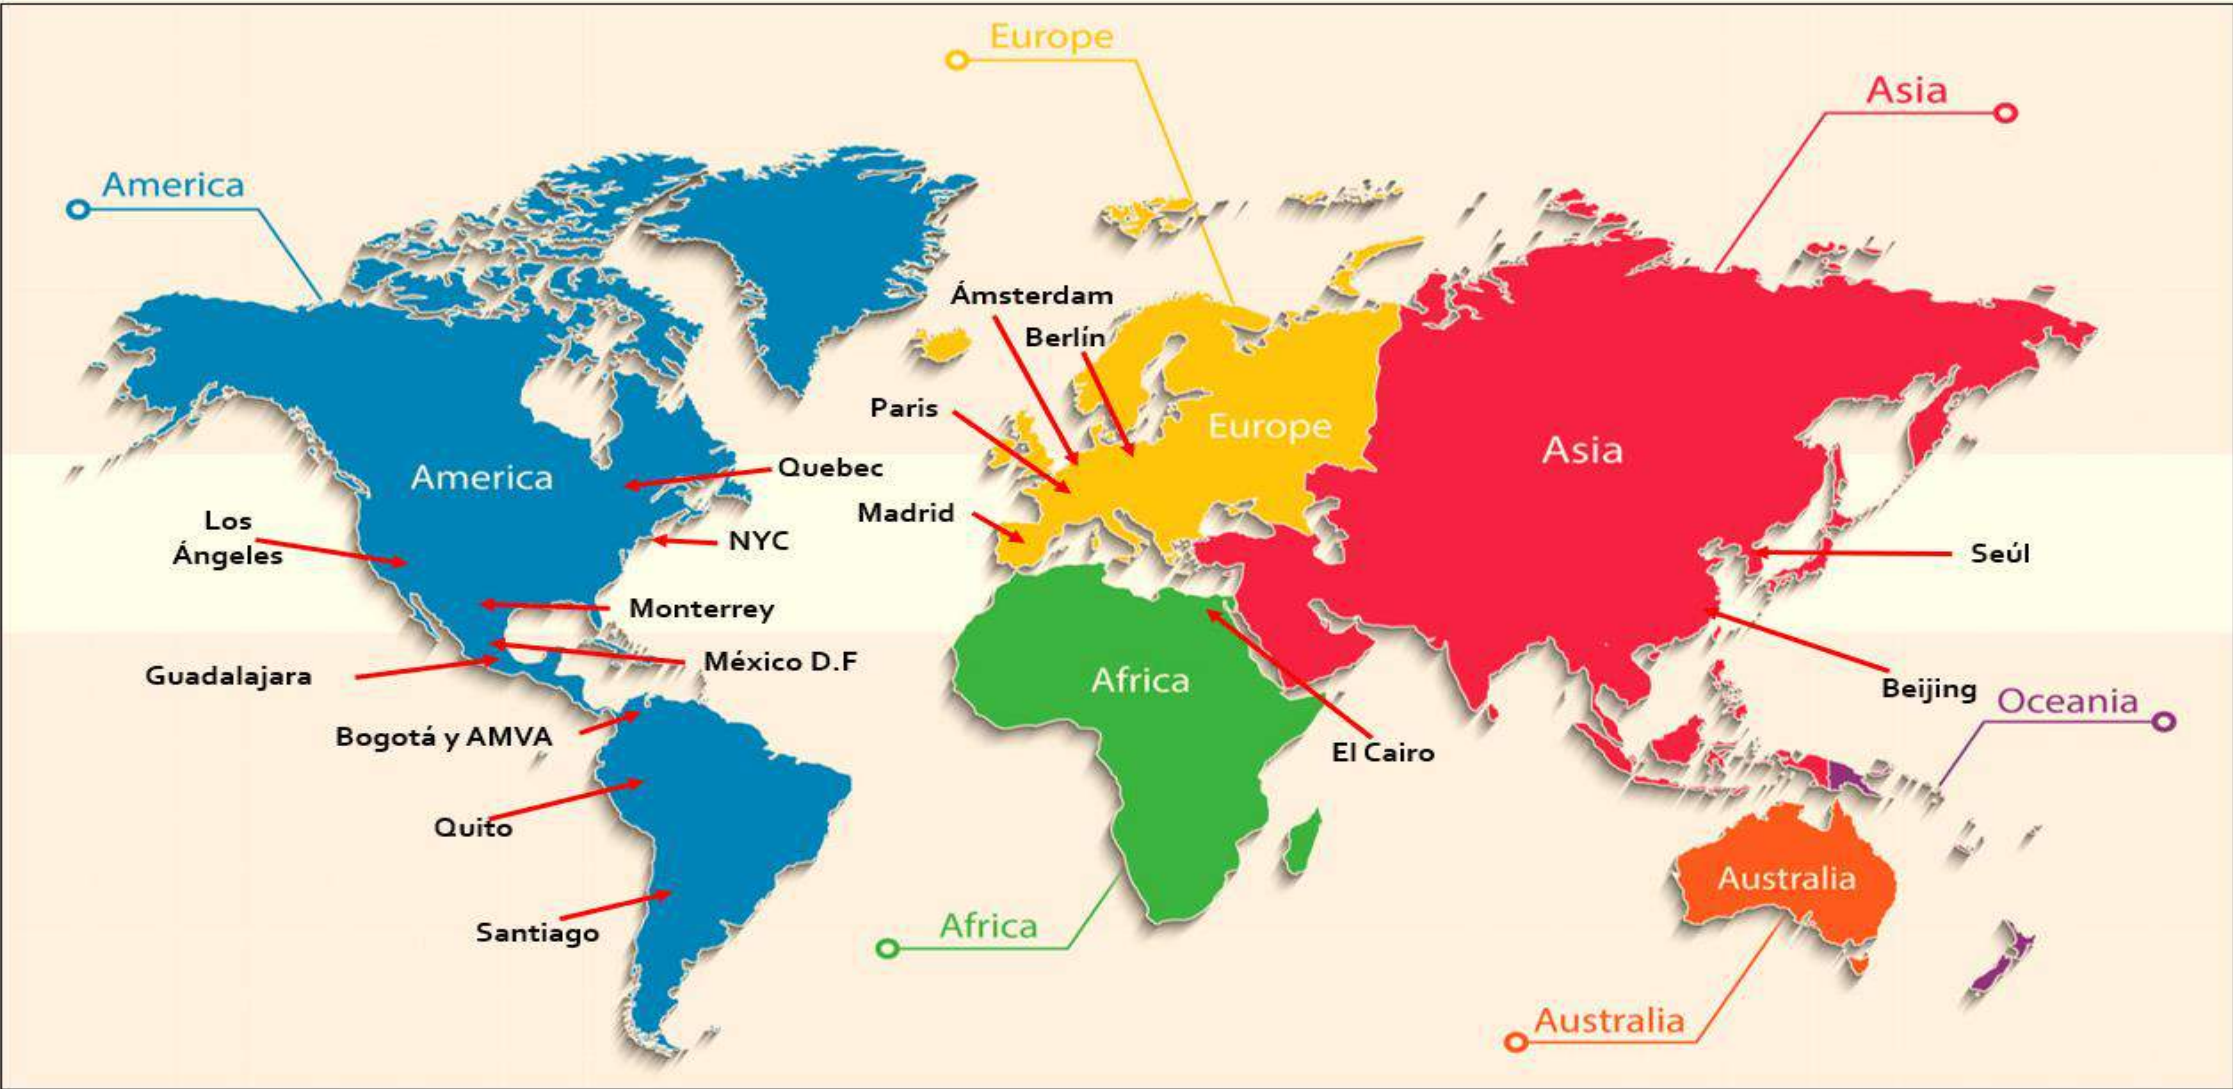 Europe
Asia
America
Ámsterdam
Berlín
Paris
Europe
Asia
America
Quebec
Madrid
Los
Ángeles
NYC
Seúl
Monterrey
México D.F
Guadalajara
Africa
Beijing
Oceania
Bogotá y AMVA
El Cairo
Quito
Australia
Santiago
Africa
Australia